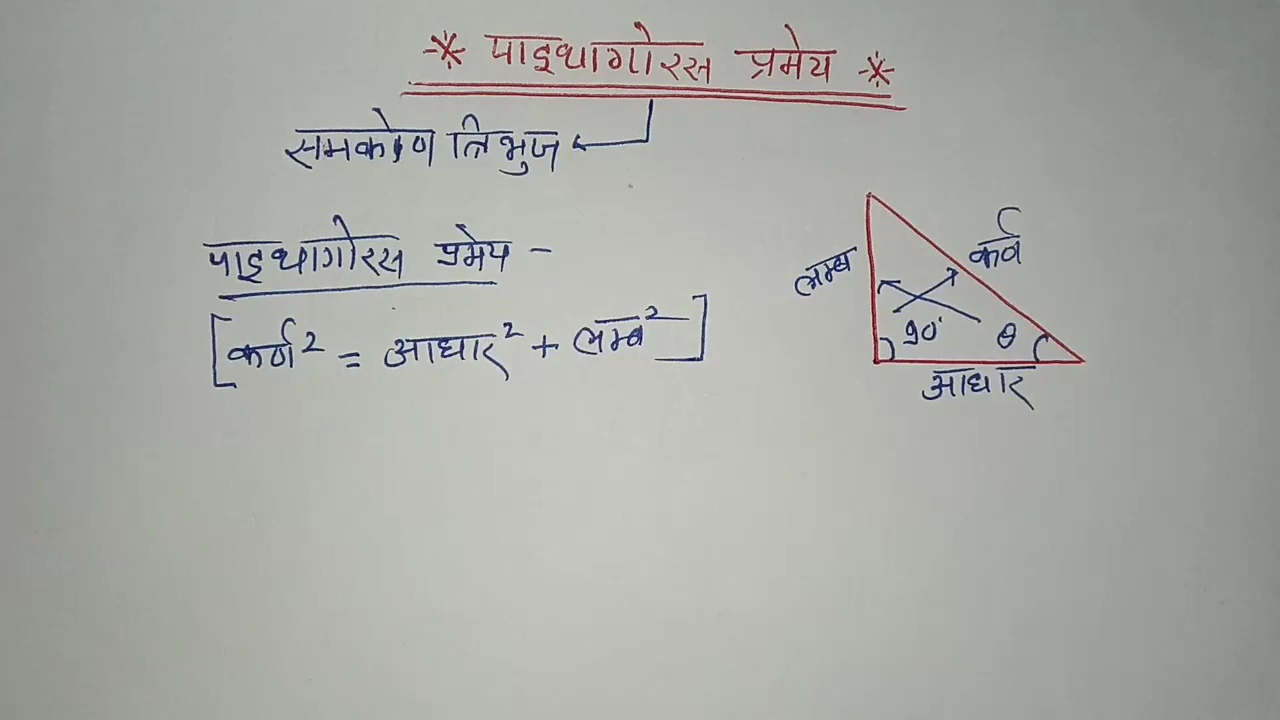 * पाइथागोरस प्रमेय *
समकोण त्रिभुज
पाइथागोरस प्रमेय -
[कर्ण² = आधार² + लम्ब²]
लम्ब
कर्ण
90°
θ
आधार